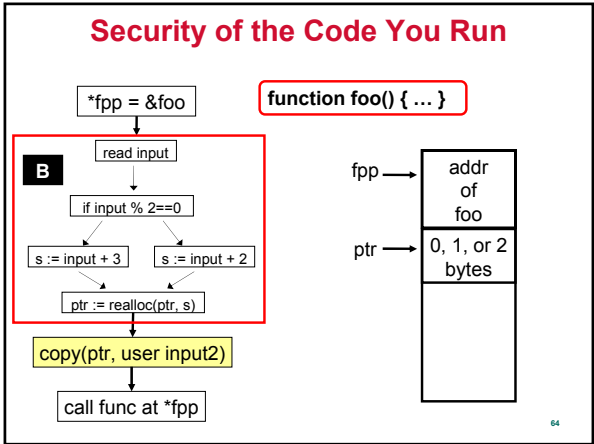 Security of the Code You Run
*fpp = &foo
function foo() { … }
read input
B
if input % 2==0
s := input + 3
s := input + 2
ptr := realloc(ptr, s)
copy(ptr, user input2)
call func at *fpp
fpp
addr
of
foo
ptr
0, 1, or 2
bytes
64